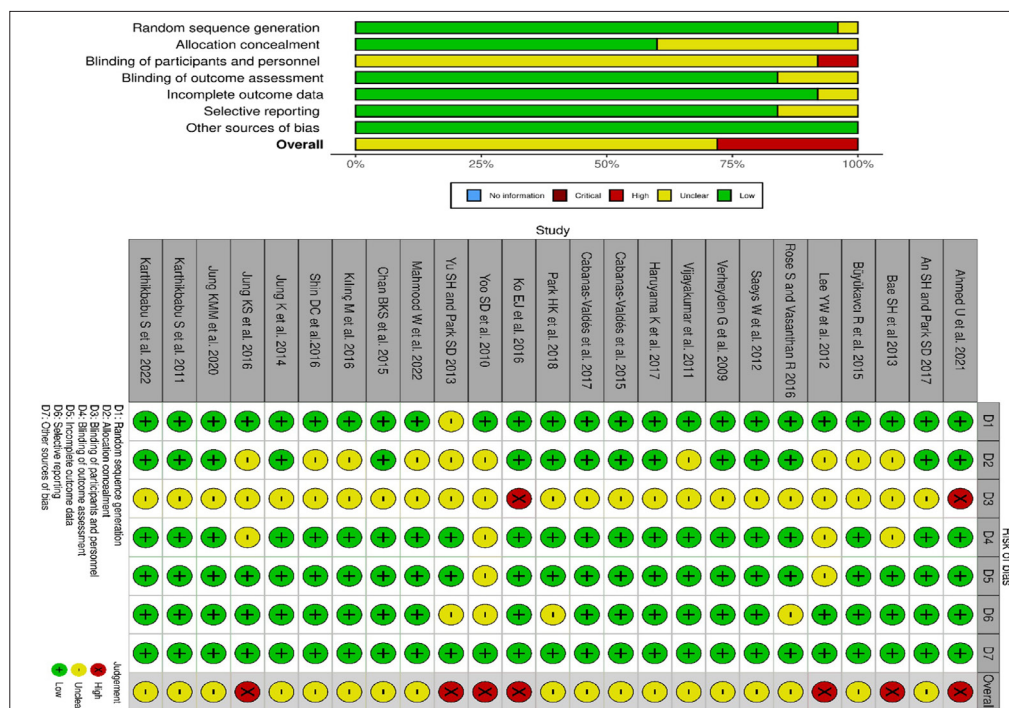 Random sequence generation
Allocation concealment
Blinding of participants and personnel
Blinding of outcome assessment
Incomplete outcome data
Selective reporting
Other sources of bias
Overall
0% 25% 50% 75% 100%
No information Critical High Unclear Low
Study
Risk of bias
D1 D2 D3 D4 D5 D6 D7 Overall
Ahmed U et al. 2021
An SH and Park SD 2017
Bae SH et al 2013
Büyükavcı R et al. 2015
Lee YW et al. 2012
Rose S and Vasanthan R 2016
Saeys W et al. 2012
Verheyden G et al. 2009
Vijayakumar et al. 2011
Haruyama K et al. 2017
Cabanas-Valdés et al. 2015
Cabanas-Valdés et al. 2017
Park HK et al. 2018
Ko EJ et al. 2016
Yoo SD et al. 2010
Yu SH and Park SD 2013
Mahmood W et al. 2022
Chan BKS et al. 2015
Kılınç M et al. 2016
Shin DC et al.2016
Jung K et al. 2014
Jung KS et al. 2016
Jung KMM et al. 2020
Karthikbabu S et al. 2011
Karthikbabu S et al. 2022
D1: Random sequence generation
D2: Allocation concealment
D3: Blinding of participants and personnel
D4: Blinding of outcome assessment
D5: Incomplete outcome data
D6: Selective reporting
D7: Other sources of bias
Judgement
High
Unclear
Low